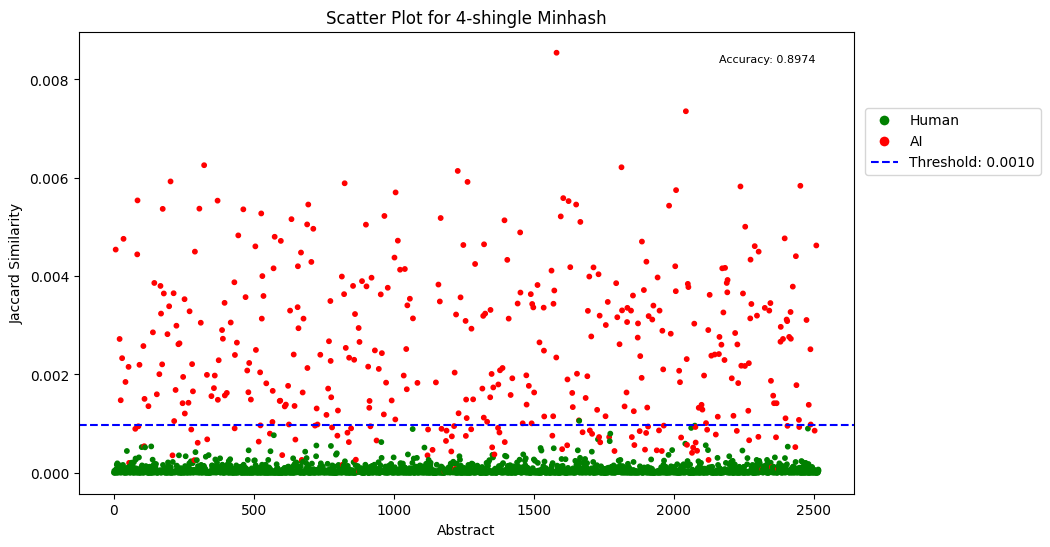 Scatter Plot for 4-shingle Minhash
Accuracy: 0.8974
Human
AI
Threshold: 0.0010
Jaccard Similarity
0.008
0.006
0.004
0.002
0.000
0
500
1000
1500
2000
2500
Abstract